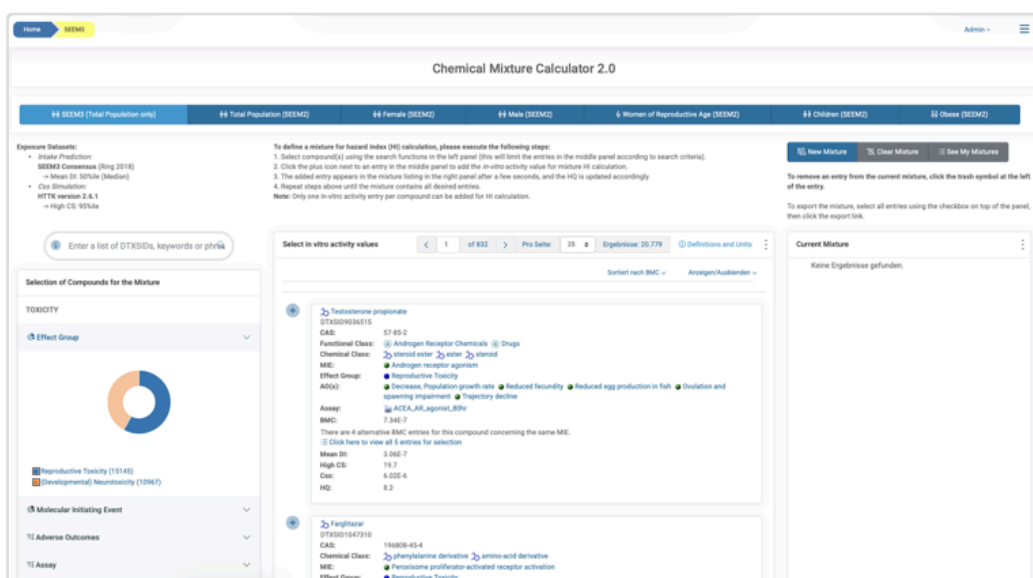 Home SEEM3 Admin
Chemical Mixture Calculator 2.0
SEEM3 (Total Population only) Total Population (SEEM2) Female (SEEM2) Male (SEEM2) Women of Reproductive Age (SEEM2) Children (SEEM2) Obese (SEEM2)
Exposure Datasets:
• Intake Prediction:
SEEM3 Consensus (Ring 2018)
→ Mean DI: 50%ile (Median)
• Css Simulation:
HTTK version 2.6.1
→ High CS: 95%ile
To define a mixture for hazard index (HI) calculation, please execute the following steps:
1. Select compound(s) using the search functions in the left panel (this will limit the entries in the middle panel according to search criteria).
2. Click the plus icon next to an entry in the middle panel to add the in-vitro activity value for mixture HI calculation.
3. The added entry appears in the mixture listing in the right panel after a few seconds, and the HQ is updated accordingly.
4. Repeat steps above until the mixture contains all desired entries.
Note: Only one in-vitro activity entry per compound can be added for HI calculation.
New Mixture Clear Mixture See My Mixtures
To remove an entry from the current mixture, click the trash symbol at the left
of the entry.
To export the mixture, select all entries using the checkbox on top of the panel,
then click the export link.
Enter a list of DTXSIDs, keywords or phra
Selection of Compounds for the Mixture
TOXICITY
Effect Group
Reproductive Toxicity (15145)
(Developmental) Neurotoxicity (10967)
Molecular Initiating Event
Adverse Outcomes
Assay
Select in vitro activity values 1 of 832 Pro Seite: 25 Ergebnisse: 20.779 Definitions and Units
Sortiert nach BMC Anzeigen/Ausblenden
Testosterone propionate
DTXSID9036515
CAS: 57-85-2
Functional Class: Androgen Receptor Chemicals Drugs
Chemical Class: steroid ester ester steroid
MIE: Androgen receptor agonism
Effect Group: Reproductive Toxicity
AO(s): Decrease, Population growth rate Reduced fecundity Reduced egg production in fish Ovulation and
spawning impairment Trajectory decline
Assay: ACEA_AR_agonist_80hr
BMC: 7.34E-7
There are 4 alternative BMC entries for this compound concerning the same MIE.
Click here to view all 5 entries for selection
Mean DI: 3.06E-7
High CS: 19.7
Css: 6.02E-6
HQ: 8.2
Farglitazar
DTXSID1047310
CAS: 196808-45-4
Chemical Class: phenylalanine derivative amino-acid derivative
MIE: Peroxisome proliferator-activated receptor activation
Effect Group: Reproductive Toxicity
Current Mixture
Keine Ergebnisse gefunden.